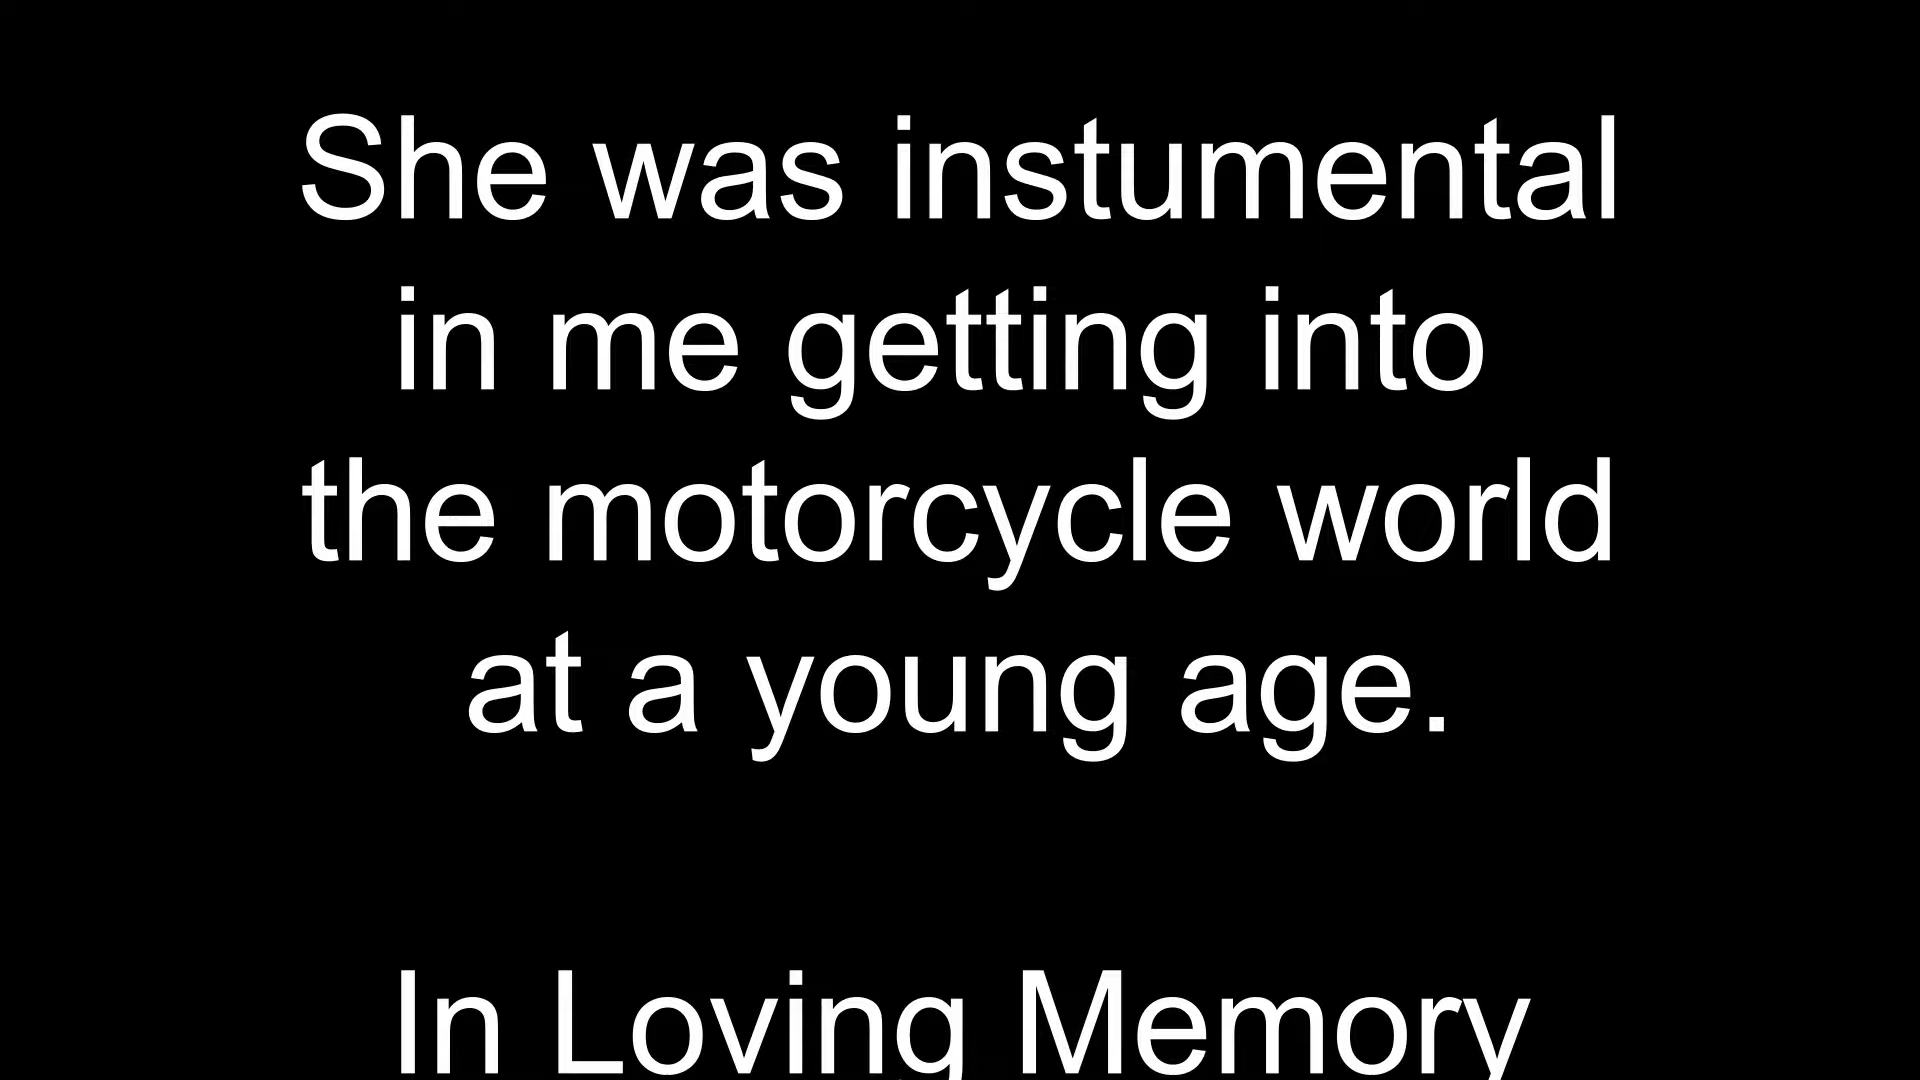 She was instumental
in me getting into
the motorcycle world
at a young age.
In Loving Memory